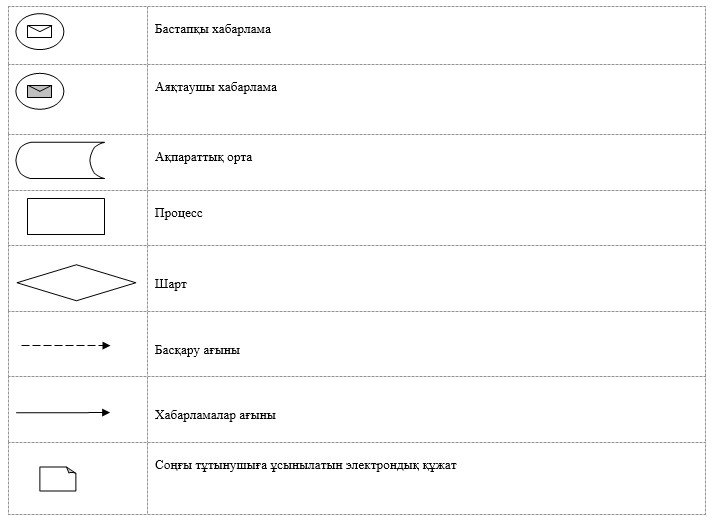 Бастапқы хабарлама
Аяқтаушы хабарлама
Ақпараттық орта
Процесс
Шарт
Басқару ағыны
Хабарламалар ағыны
Соңғы тұтынушыға ұсынылатын электрондық құжат